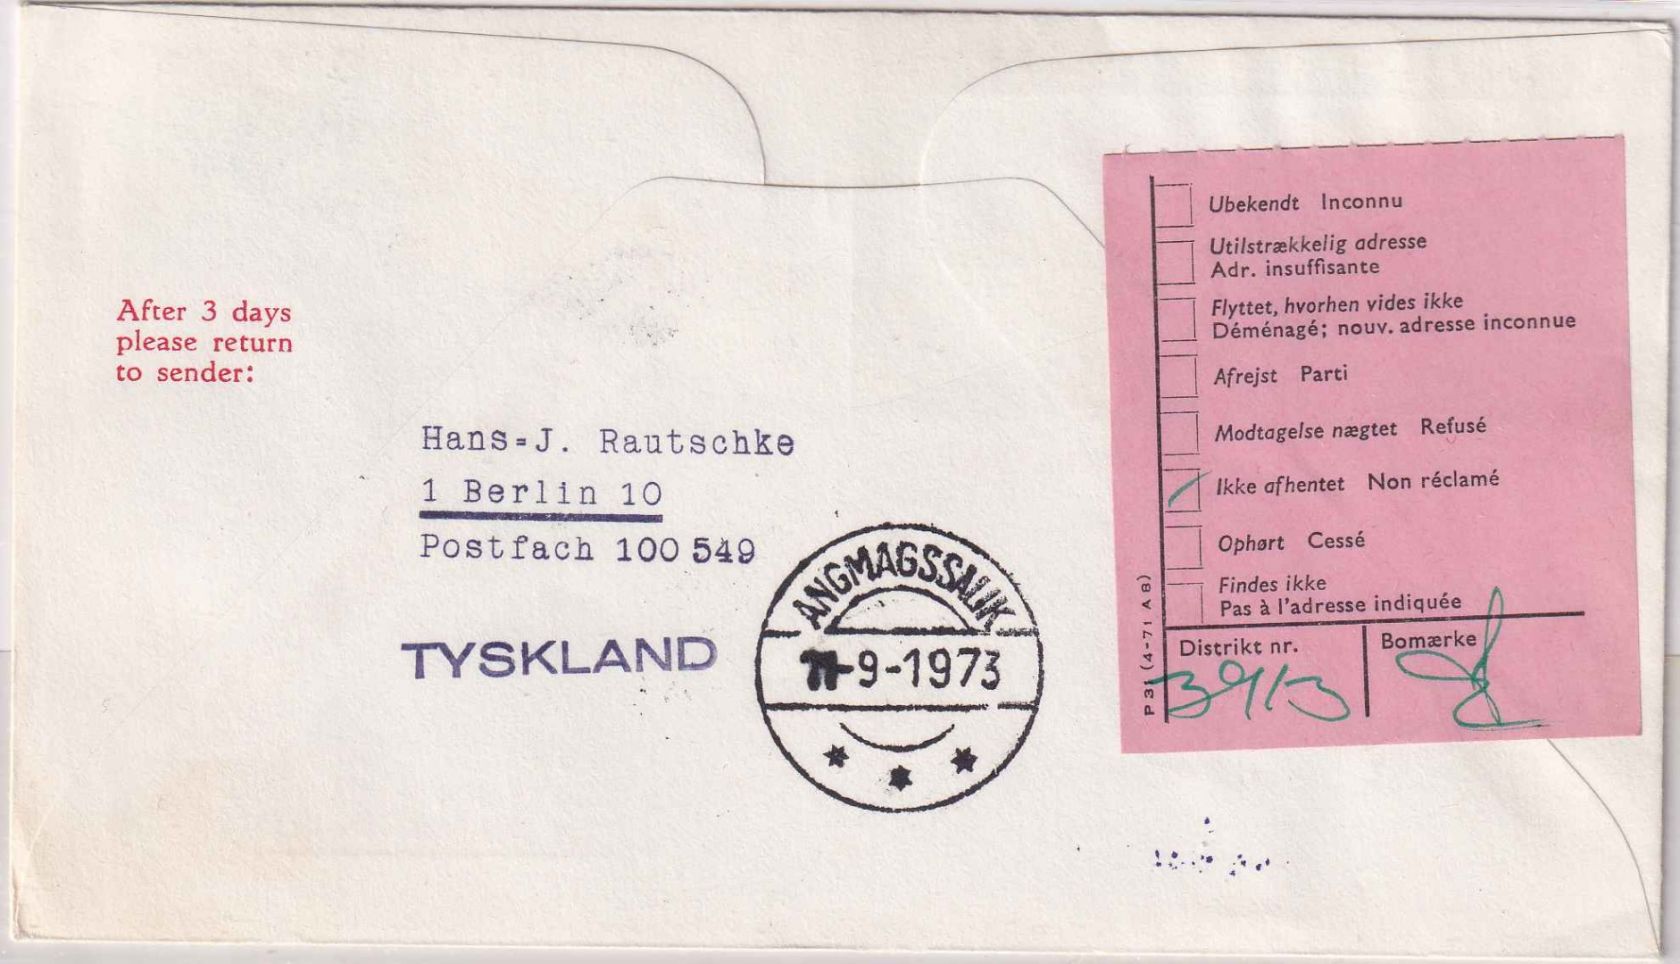 After 3 days
please return
to sender:
Hans-J. Rautschke
1 Berlin 10
Postfach 100 549
TYSKLAND
ANGMAGSSALIK
-9-1973
Ubekendt Inconnu
Utilstrækkelig adresse
Adr. insuffisante
Flyttet, hvorhen vides ikke
Déménagé; nouv. adresse inconnue
Afrejst Parti
Modtagelse nægtet Refusé
Ikke afhentet Non réclamé
Ophørt Cessé
Findes ikke
Pas à l'adresse indiquée
Distrikt nr.
Bomærke
3913
P 31 (4-71 A 8)